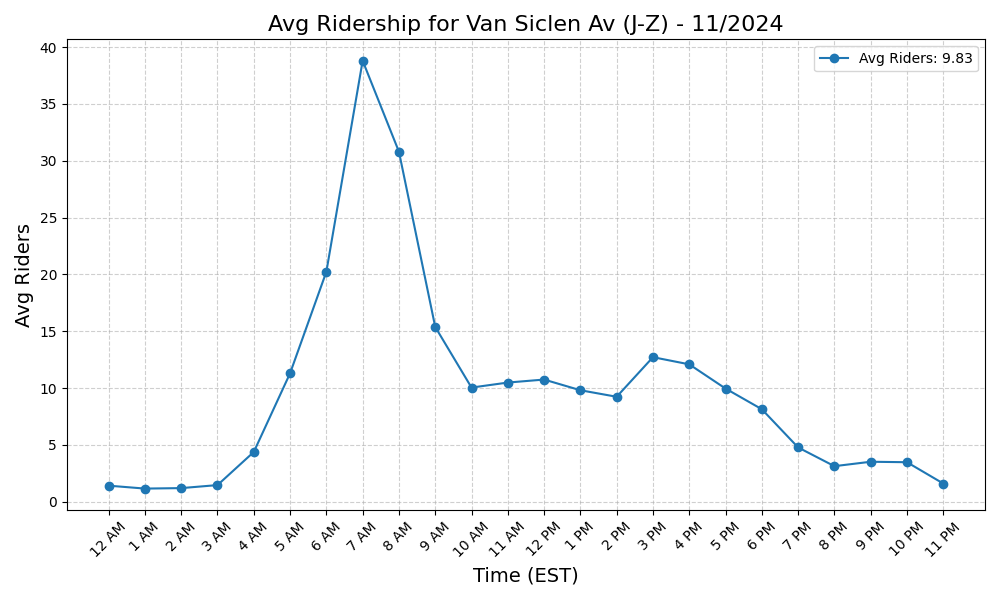 Avg Ridership for Van Siclen Av (J-Z) - 11/2024
Avg Riders: 9.83
Avg Riders
40
35
30
25
20
15
10
5
0
12 AM
1 AM
2 AM
3 AM
4 AM
5 AM
6 AM
7 AM
8 AM
9 AM
10 AM
11 AM
12 PM
1 PM
2 PM
3 PM
4 PM
5 PM
6 PM
7 PM
8 PM
9 PM
10 PM
11 PM
Time (EST)